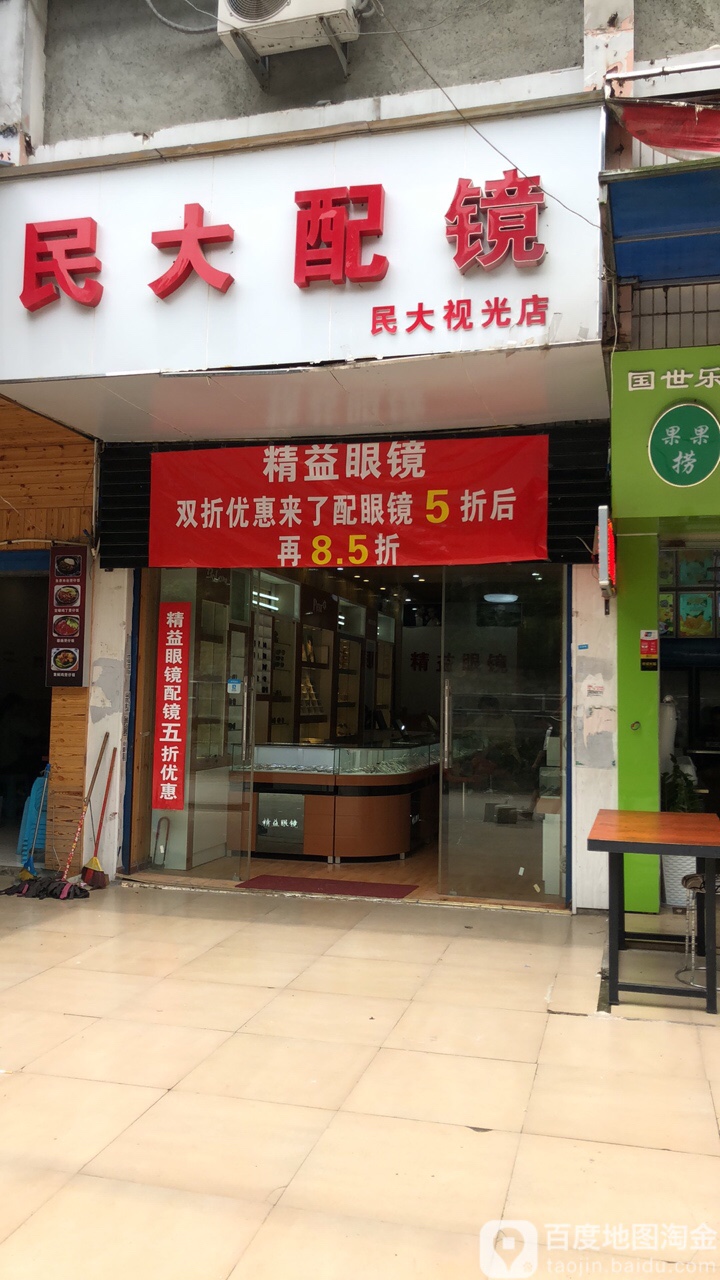 民大配镜
民大视光店
精益眼镜
双折优惠来了配眼镜5折后
再8.5折
精益眼镜配镜五折优惠
精益眼镜
精益眼镜
国世乐
果果
捞
百度地图淘金
taojin.baidu.com